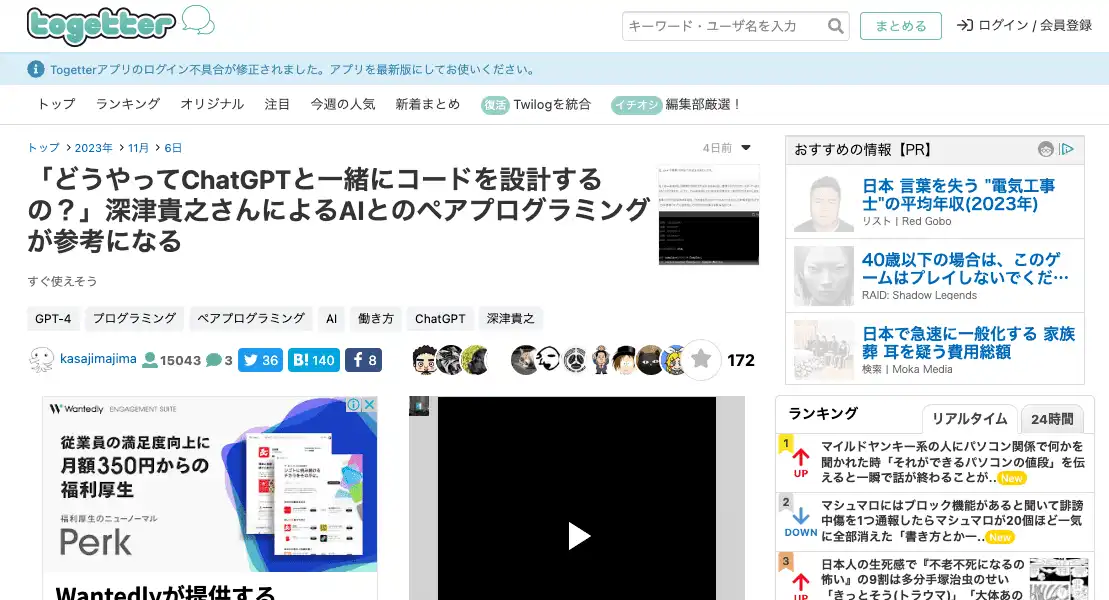 togetter
キーワード・ユーザ名を入力
まとめる
ログイン / 会員登録
Togetterアプリのログイン不具合が修正されました。アプリを最新版にしてお使いください。
トップ ランキング オリジナル 注目 今週の人気 新着まとめ 復活 Twilogを統合 イチオシ 編集部厳選！
トップ 2023年 11月 6日
4日前
「どうやってChatGPTと一緒にコードを設計する
の？」深津貴之さんによるAIとのペアプログラミング
が参考になる
すぐ使えそう
GPT-4 プログラミング ペアプログラミング AI 働き方 ChatGPT 深津貴之
kasajimajima 15043 3 36 B! 140 8
172
Wantedly ENGAGEMENT SUITE
従業員の満足度向上に
月額350円からの
福利厚生
福利厚生のニューノーマル
Perk
Wantedlyが提供する
おすすめの情報【PR】
日本 言葉を失う "電気工事
士"の平均年収(2023年)
リスト | Red Gobo
40歳以下の場合は、このゲ
ームはプレイしないでくだ…
RAID: Shadow Legends
日本で急速に一般化する 家族
葬 耳を疑う費用総額
検索 | Moka Media
ランキング
リアルタイム
24時間
1
UP
マイルドヤンキー系の人にパソコン関係で何かを
聞かれた時「それができるパソコンの値段」を伝
えると一瞬で話が終わることが.. New
2
DOWN
マシュマロにはブロック機能があると聞いて誹謗
中傷を1つ通報したらマシュマロが20個ほど一気
に全部消えた「書き方とか一.. New
3
UP
日本人の生死感で『不老不死になるの
怖い』の9割は多分手塚治虫のせい
「きっとそう(トラウマ)」「大体あの